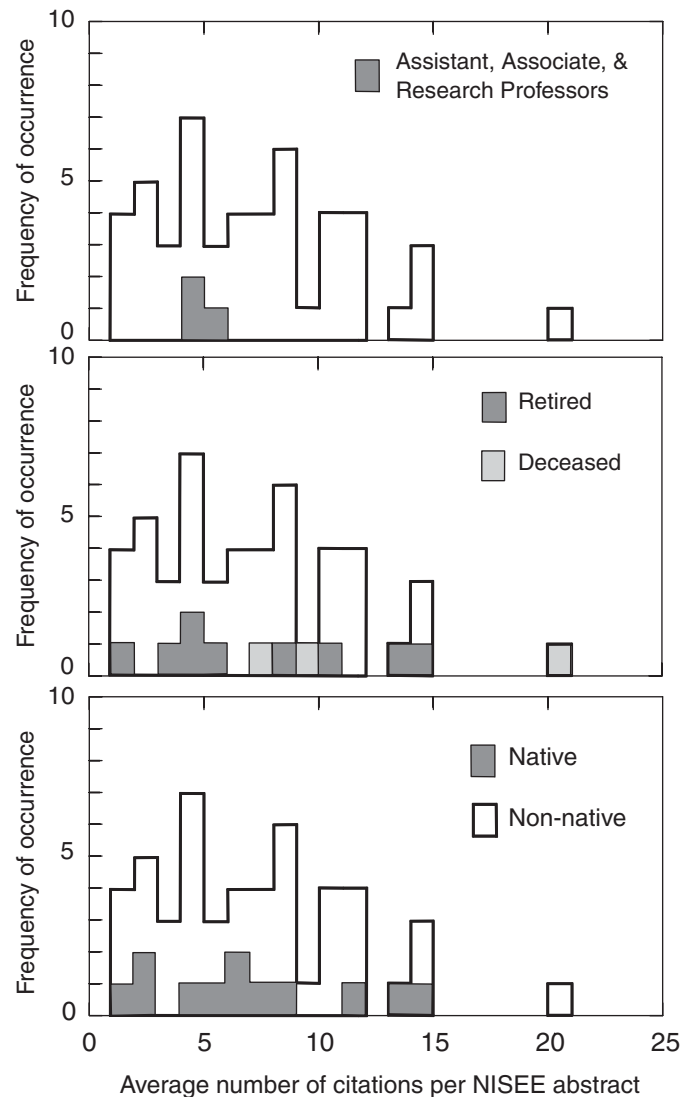 10
Assistant, Associate, &
Research Professors
Frequency of occurrence
5
0
10
Retired
Deceased
Frequency of occurrence
5
0
10
Native
Non-native
Frequency of occurrence
5
0
0 5 10 15 20 25
Average number of citations per NISEE abstract